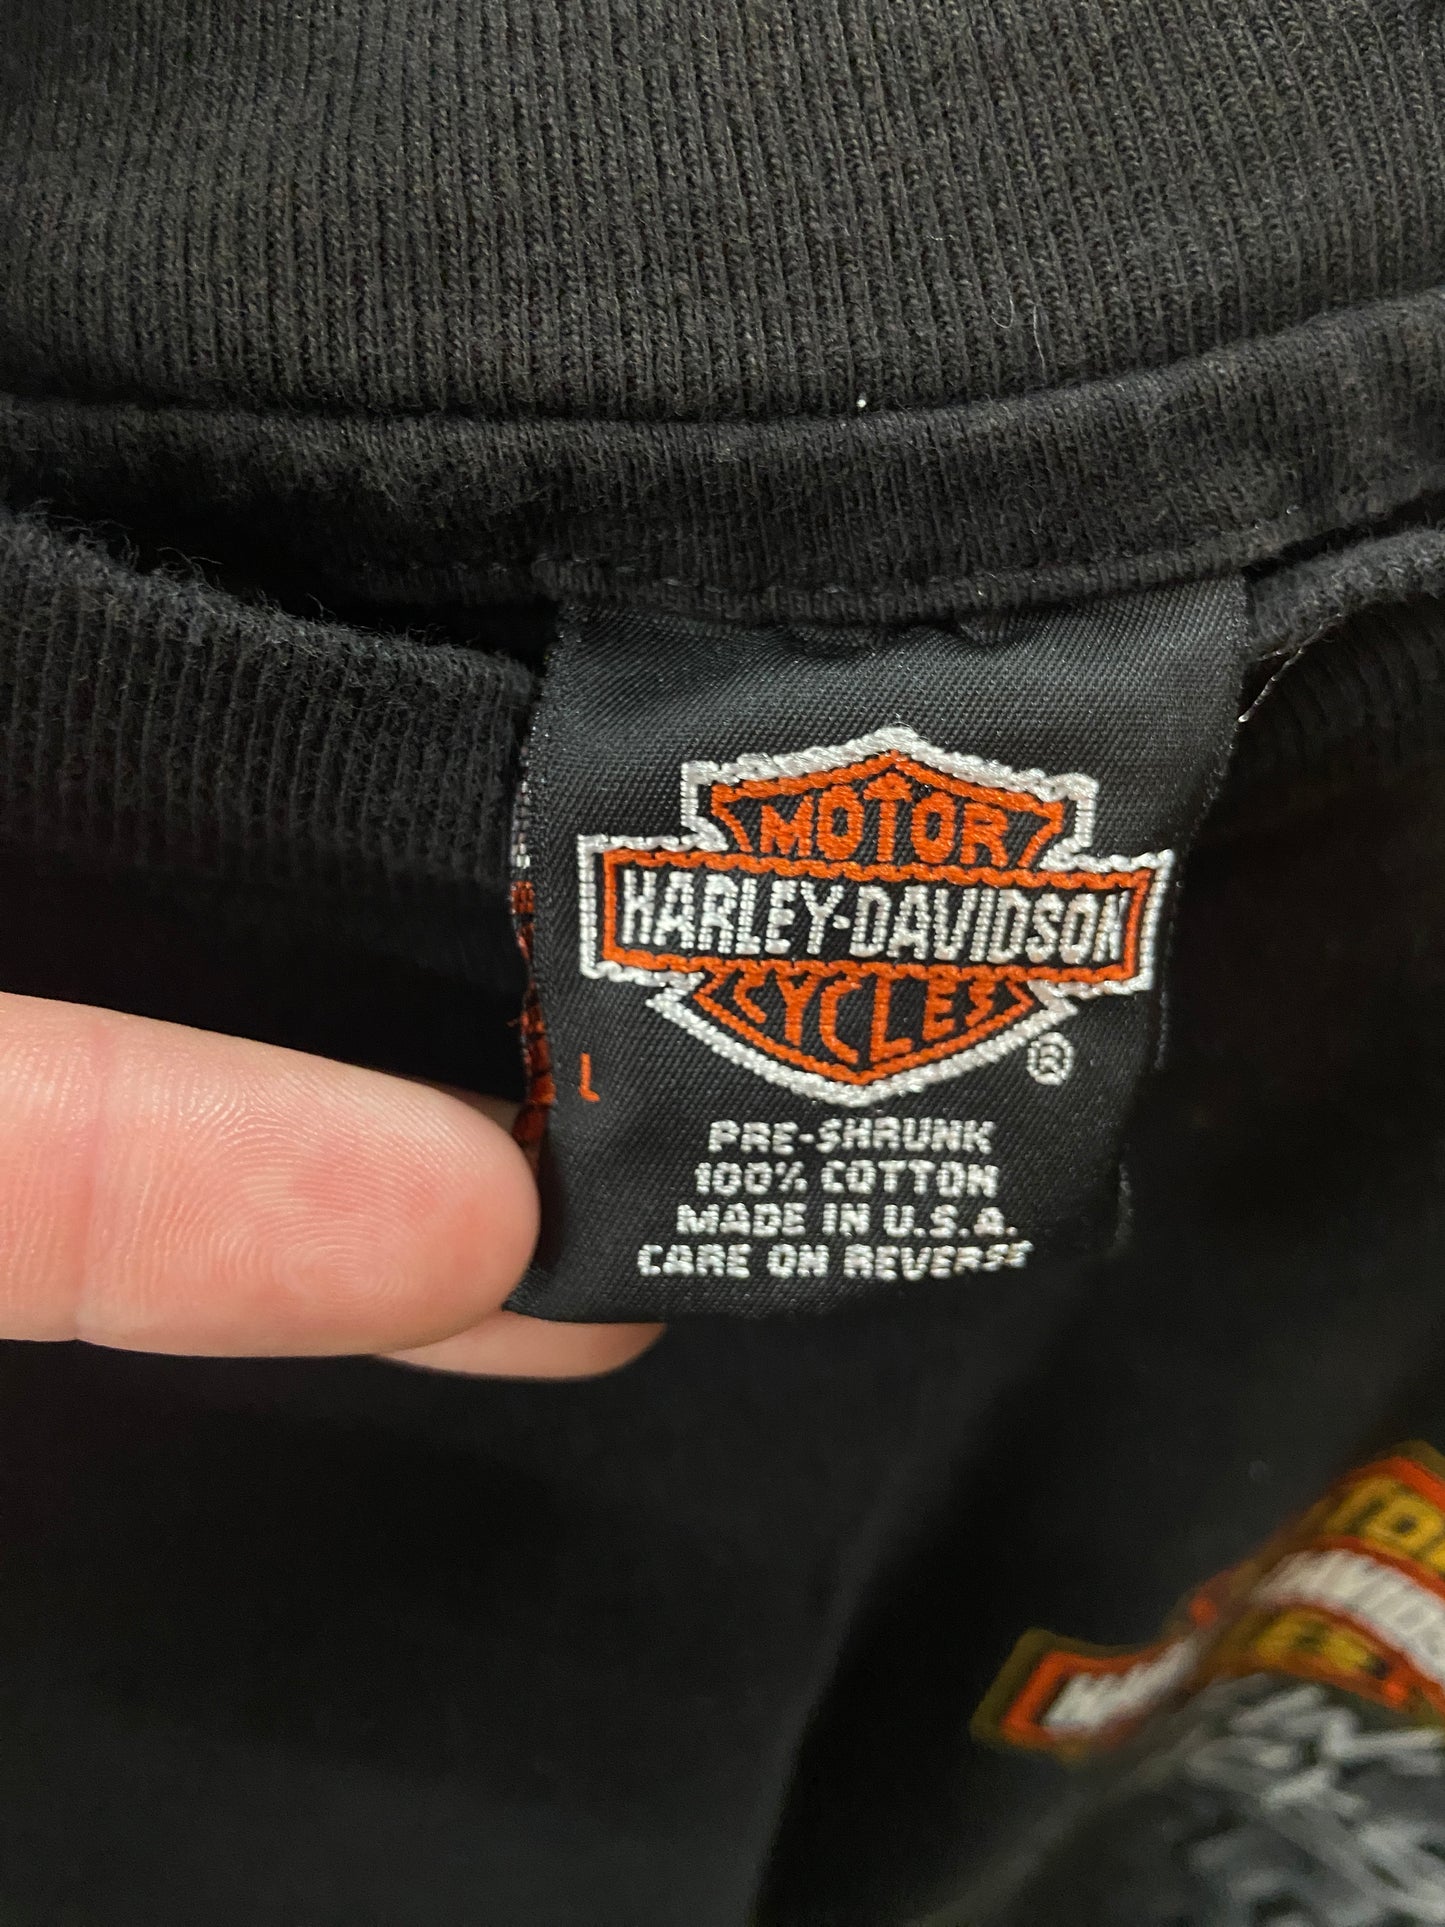 MOTOR
HARLEY-DAVIDSON
CYCLES
®
L
PRE-SHRUNK
100% COTTON
MADE IN U.S.A.
CARE ON REVERSE